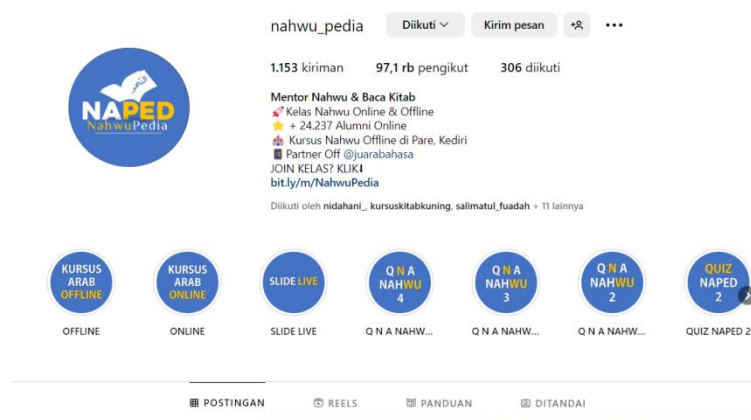 nahwu_pedia Diikuti Kirim pesan
1.153 kiriman 97,1 rb pengikut 306 diikuti
NAPED
NahwuPedia
Mentor Nahwu & Baca Kitab
🚀Kelas Nahwu Online & Offline
⭐ + 24.237 Alumni Online
🏰 Kursus Nahwu Offline di Pare, Kediri
Partner Off @juarabahasa
JOIN KELAS? KLIK⬇
bit.ly/m/NahwuPedia
Diikuti oleh nidahani_, kursuskitabkuning, salimatul_fuadah + 11 lainnya
KURSUS ARAB OFFLINE
KURSUS ARAB ONLINE
SLIDE LIVE
Q N A NAHWU 4
Q N A NAHWU 3
Q N A NAHWU 2
QUIZ NAPED 2
OFFLINE ONLINE SLIDE LIVE Q N A NAHW... Q N A NAHW... Q N A NAHW... QUIZ NAPED 2
POSTINGAN REELS PANDUAN DITANDAI